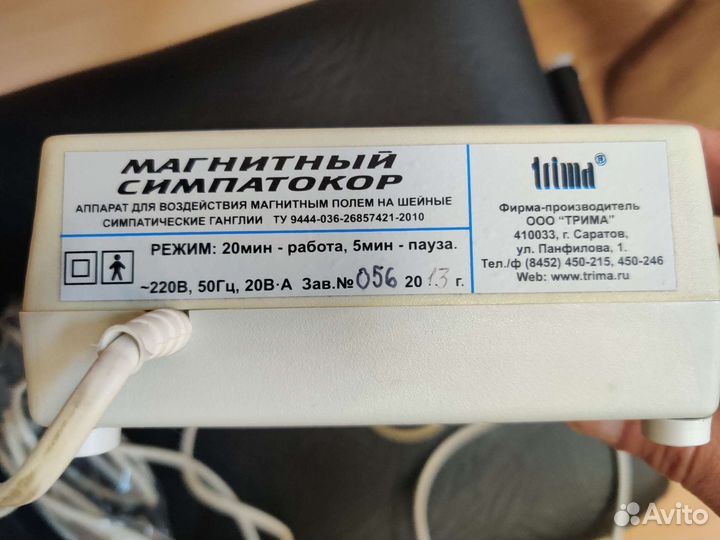 МАГНИТНЫЙ
СИМПАТОКОР
АППАРАТ ДЛЯ ВОЗДЕЙСТВИЯ МАГНИТНЫМ ПОЛЕМ НА ШЕЙНЫЕ
СИМПАТИЧЕСКИЕ ГАНГЛИИ ТУ 9444-036-26857421-2010
РЕЖИМ: 20мин - работа, 5мин - пауза.
~220В, 50Гц, 20В·А Зав.№ 056 2013 г.
trima®
Фирма-производитель
ООО "ТРИМА"
410033, г. Саратов,
ул. Панфилова, 1.
Тел./ф (8452) 450-215, 450-246
Web: www.trima.ru
Avito